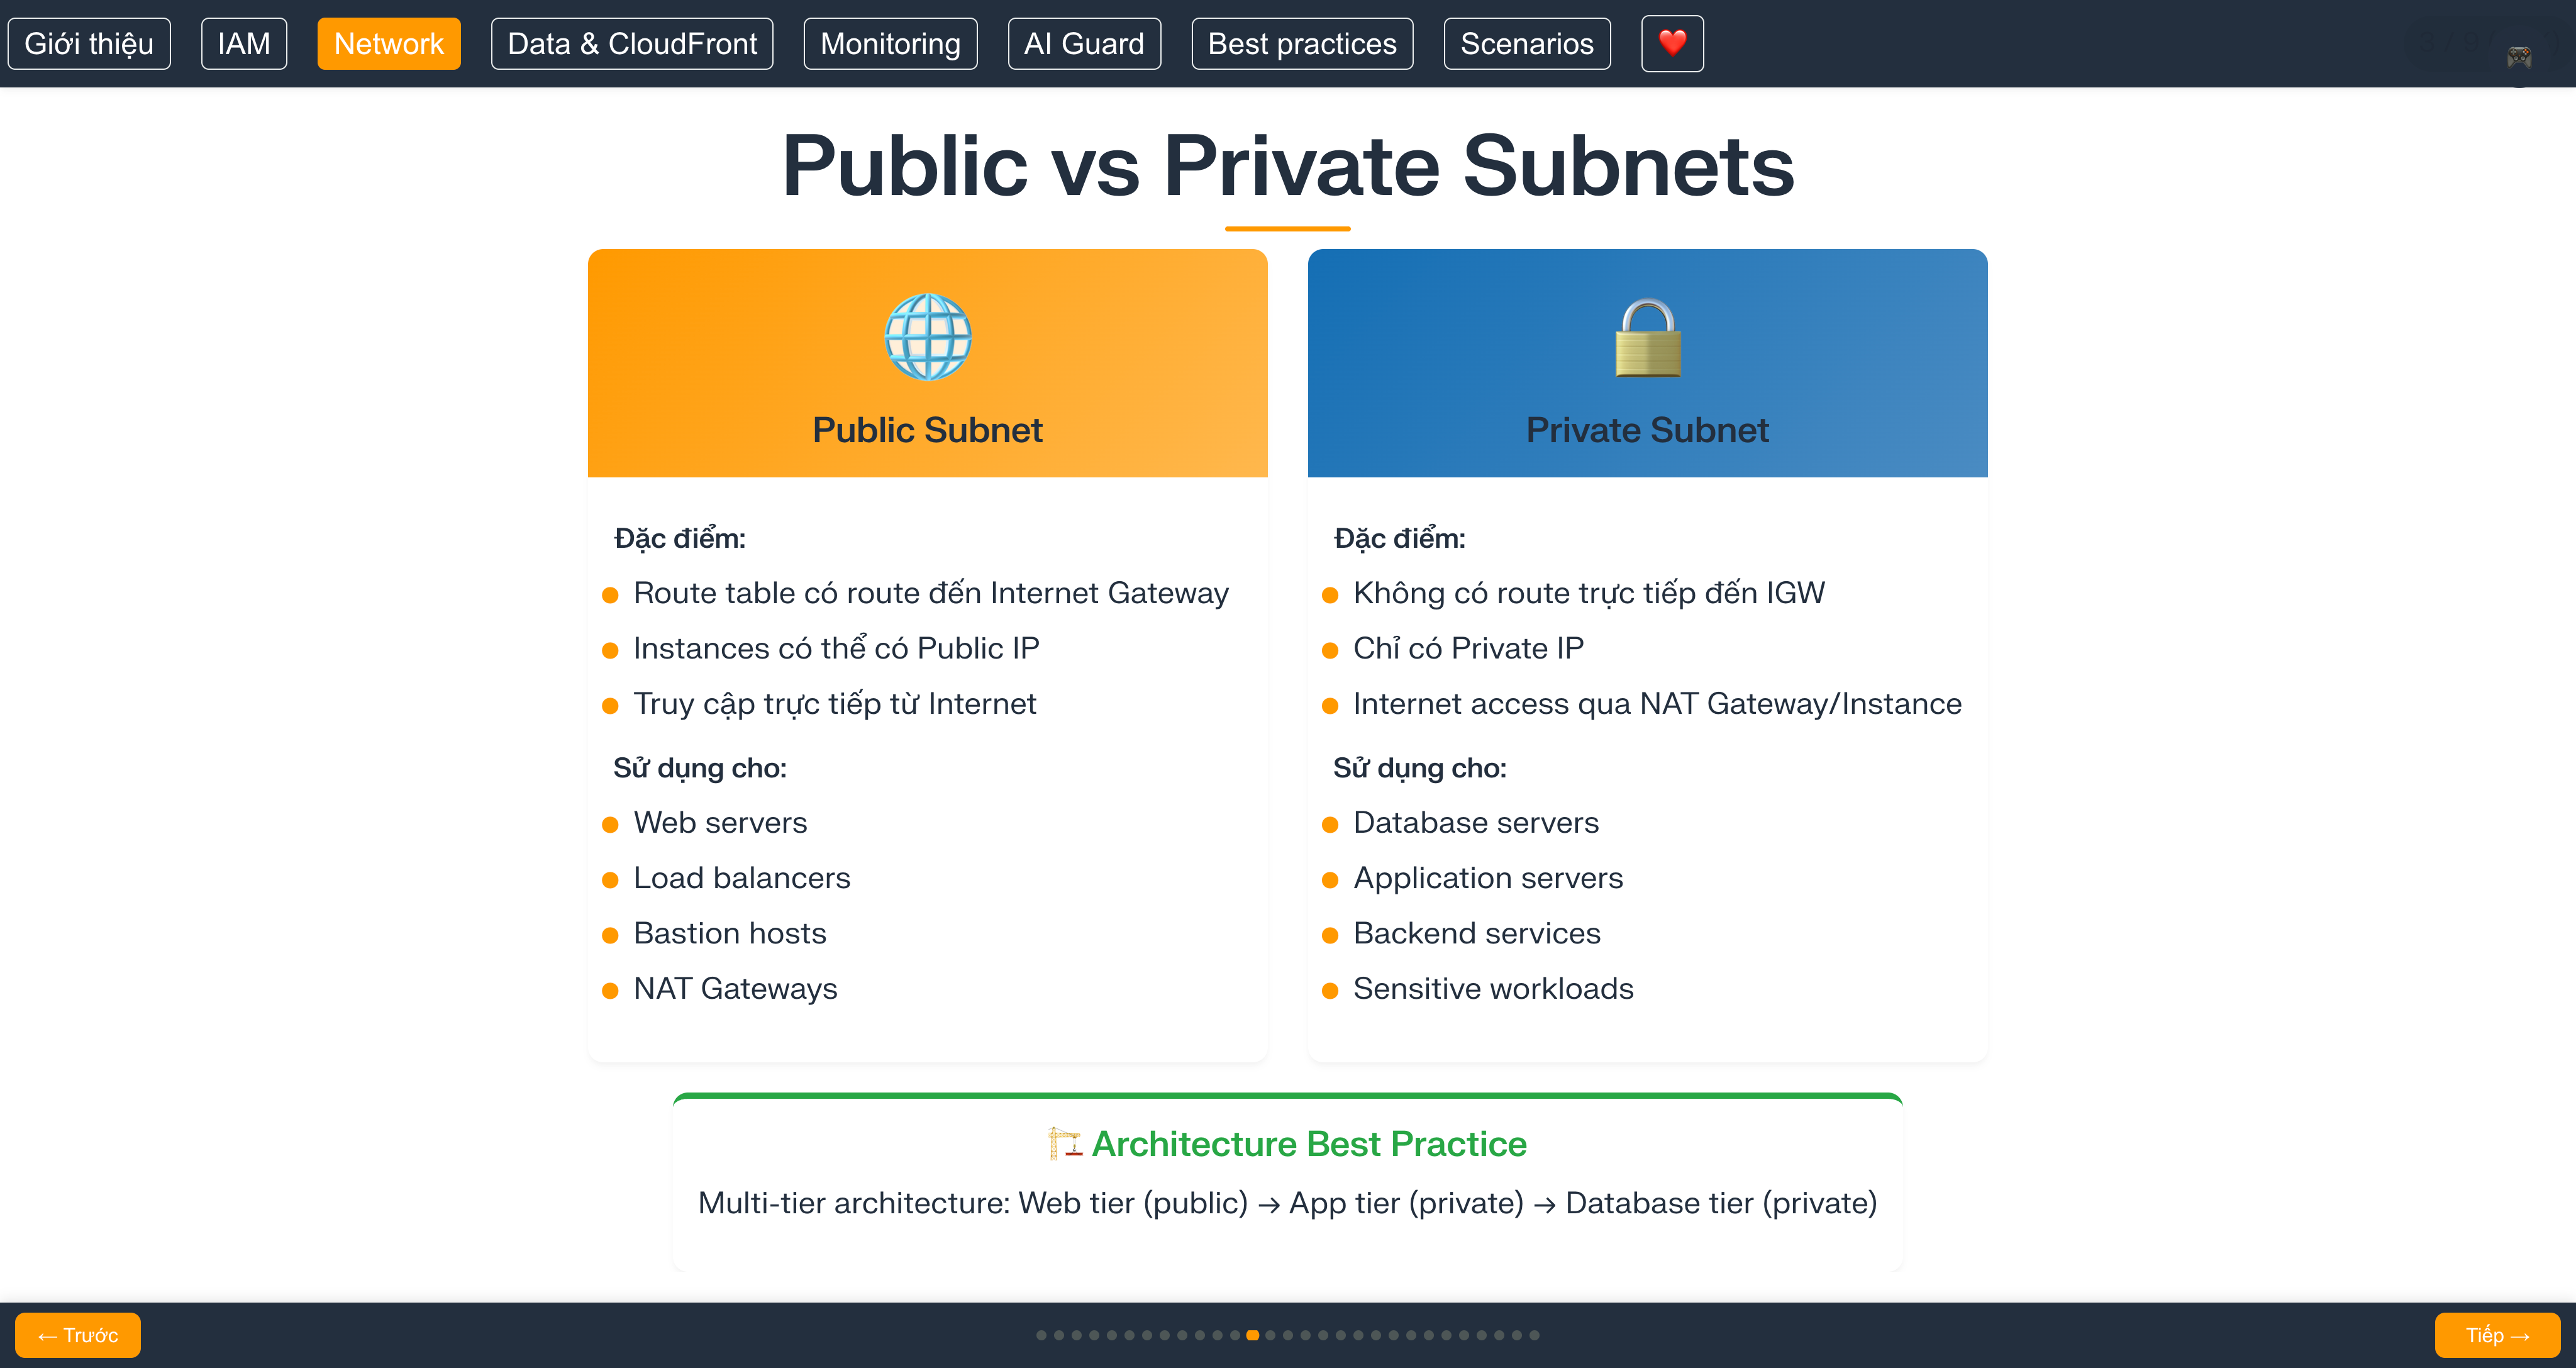 Giới thiệu
IAM
Network
Data & CloudFront
Monitoring
AI Guard
Best practices
Scenarios
Public vs Private Subnets
Public Subnet
Đặc điểm:
Route table có route đến Internet Gateway
Instances có thể có Public IP
Truy cập trực tiếp từ Internet
Sử dụng cho:
Web servers
Load balancers
Bastion hosts
NAT Gateways
Private Subnet
Đặc điểm:
Không có route trực tiếp đến IGW
Chỉ có Private IP
Internet access qua NAT Gateway/Instance
Sử dụng cho:
Database servers
Application servers
Backend services
Sensitive workloads
Architecture Best Practice
Multi-tier architecture: Web tier (public) → App tier (private) → Database tier (private)
← Trước
Tiếp →